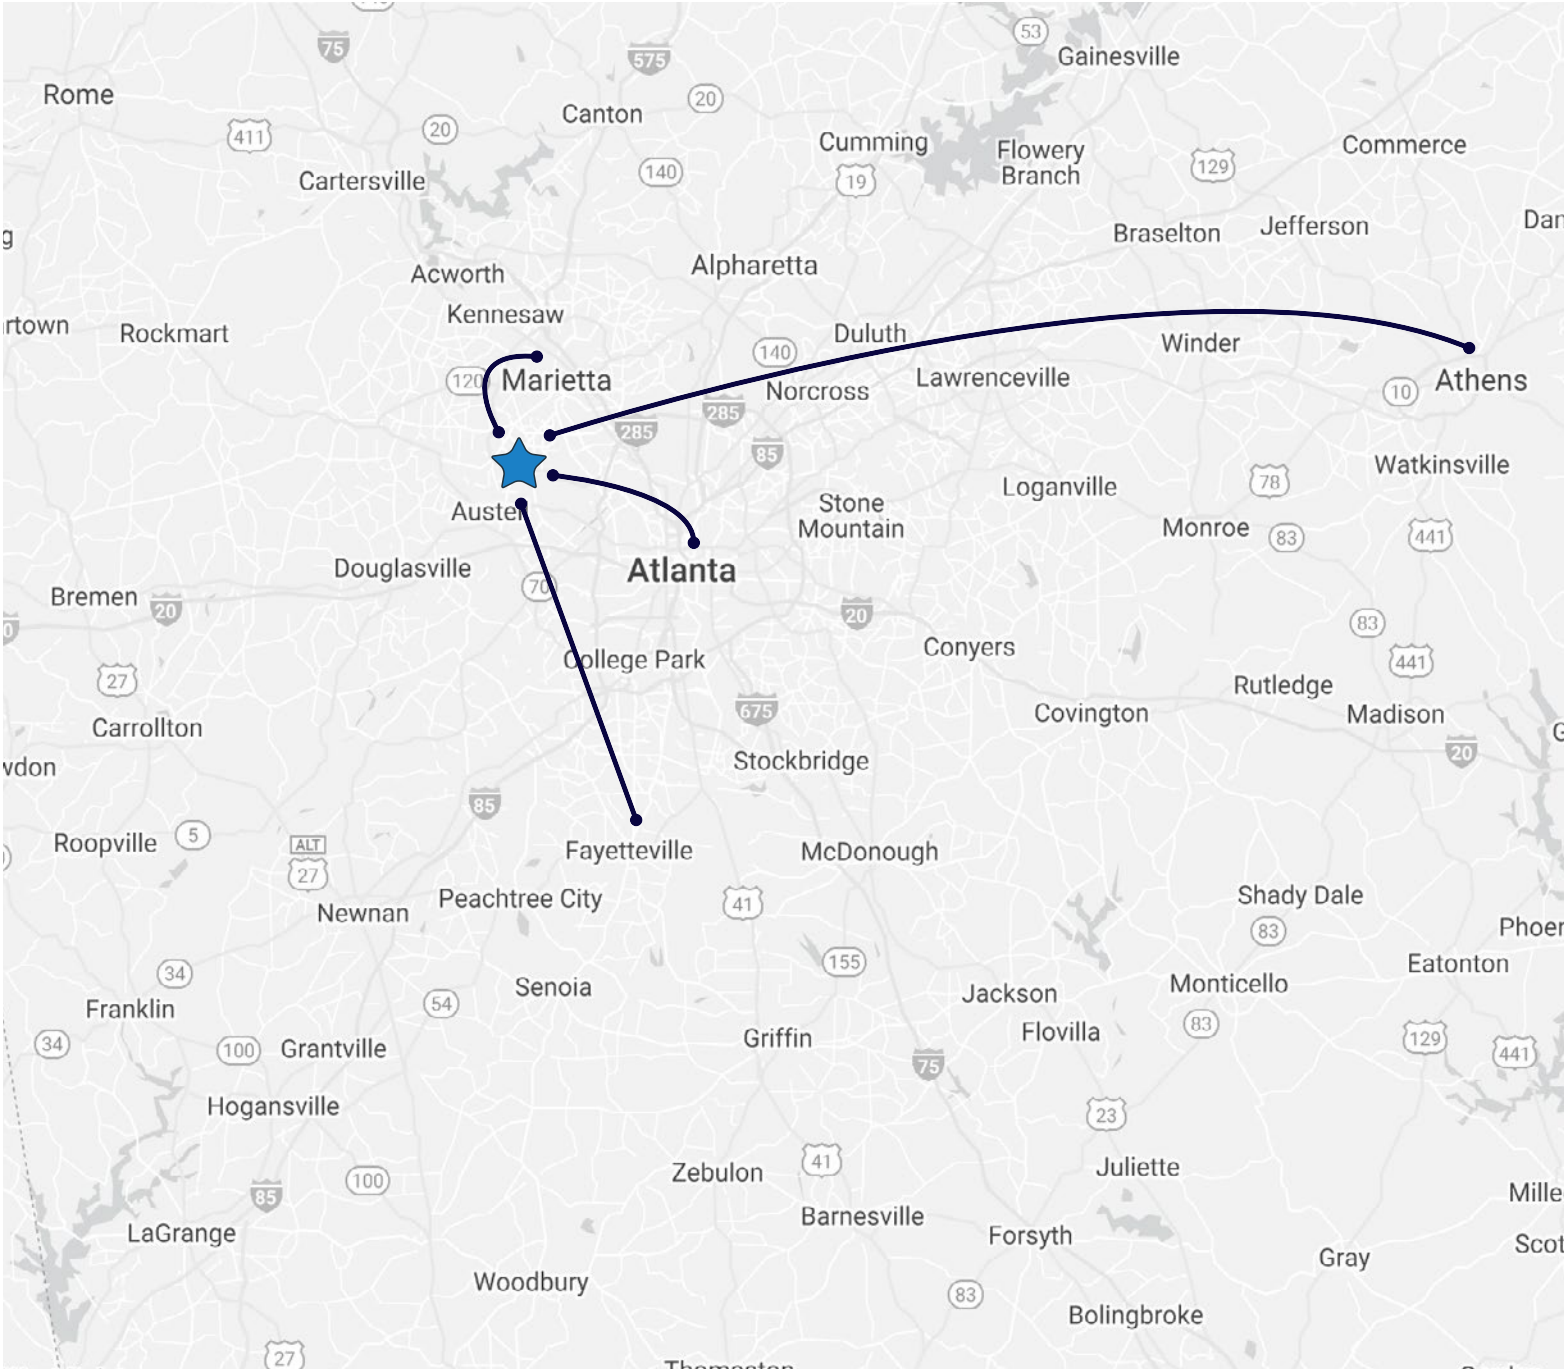 75
575
53
Gainesville
Rome
20
Canton
411
20
Cumming
Flowery
Branch
129
Commerce
140
19
Cartersville
Braselton
Jefferson
g
Acworth
Alpharetta
Kennesaw
Rockmart
Duluth
140
Winder
120
Marietta
Norcross
Lawrenceville
10
Athens
285
285
85
Watkinsville
Loganville
78
Stone
Mountain
Monroe
83
441
Douglasville
Atlanta
70
Bremen
20
20
83
Conyers
College Park
441
27
Rutledge
Carrollton
675
Covington
Madison
20
Stockbridge
85
Roopville
5
ALT
27
Fayetteville
McDonough
Peachtree City
41
Shady Dale
83
Newnan
155
Eatonton
34
Senoia
Monticello
Franklin
54
Jackson
Flovilla
83
34
100
Grantville
Griffin
129
441
75
Hogansville
23
Zebulon
41
Juliette
100
85
LaGrange
Barnesville
Forsyth
Gray
Woodbury
83
Bolingbroke
27